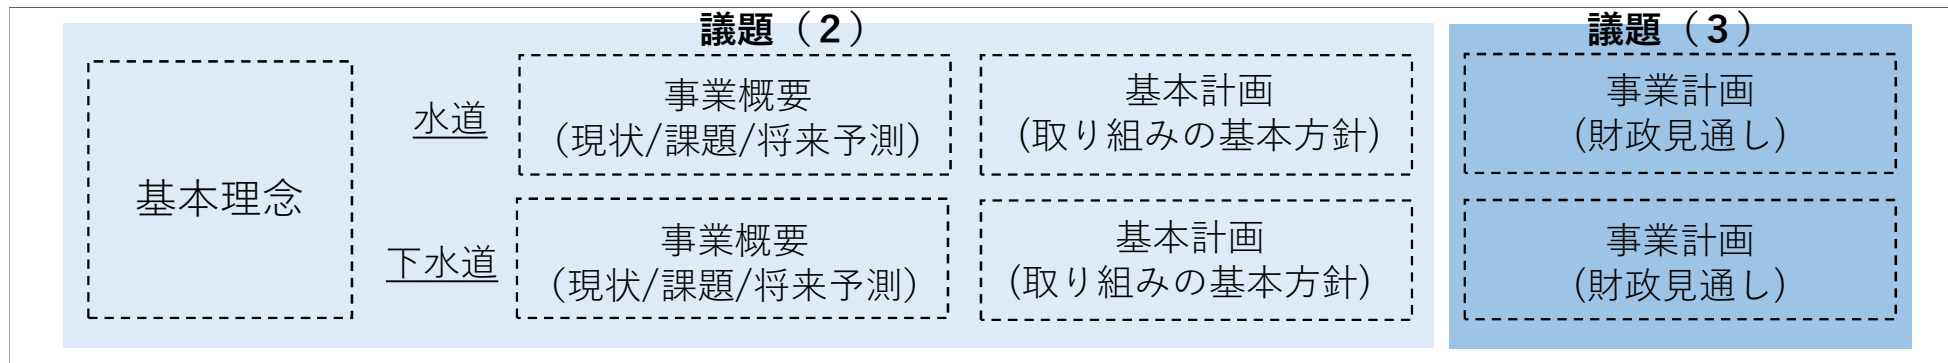 議題（２）
議題（３）
基本理念
水道
事業概要
(現状/課題/将来予測)
基本計画
(取り組みの基本方針)
事業計画
(財政見通し)
下水道
事業概要
(現状/課題/将来予測)
基本計画
(取り組みの基本方針)
事業計画
(財政見通し)